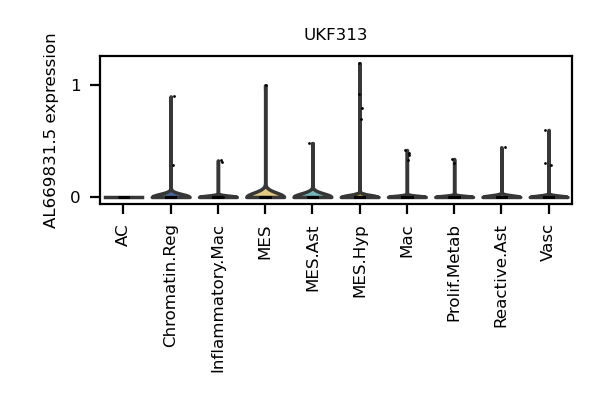 UKF313
AL669831.5 expression
1
0
AC
Chromatin.Reg
Inflammatory.Mac
MES
MES.Ast
MES.Hyp
Mac
Prolif.Metab
Reactive.Ast
Vasc